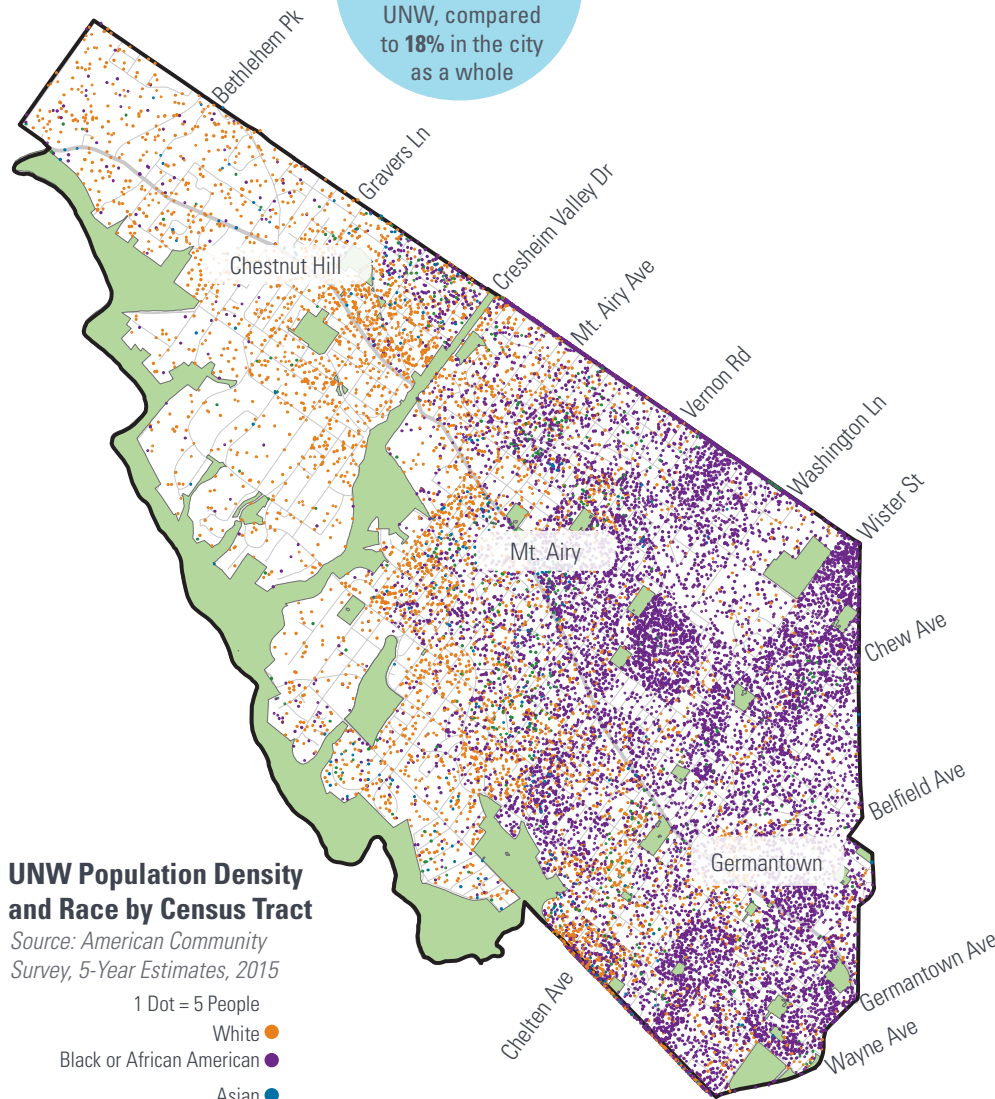 UNW, compared
to 18% in the city
as a whole
Bethlehem Pk
Gravers Ln
Cresheim Valley Dr
Chestnut Hill
Mt. Airy Ave
Vernon Rd
Washington Ln
Wister St
Mt. Airy
Chew Ave
Belfield Ave
Germantown
Germantown Ave
Wayne Ave
Chelten Ave
UNW Population Density
and Race by Census Tract
Source: American Community
Survey, 5-Year Estimates, 2015
1 Dot = 5 People
White
Black or African American
Asian